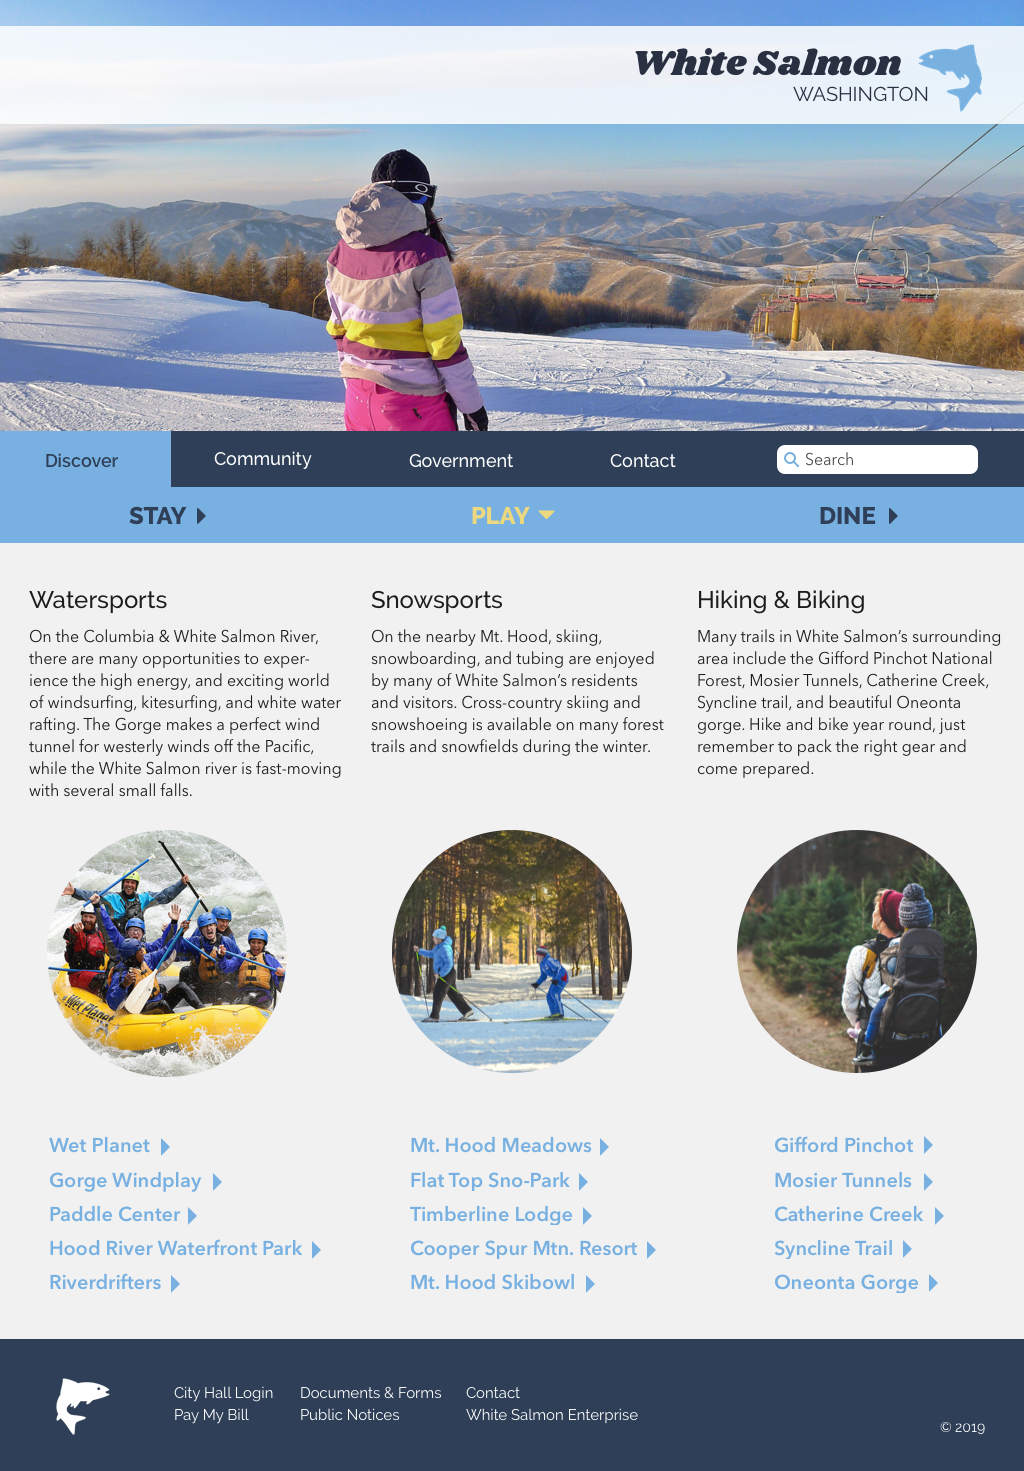 White Salmon
WASHINGTON
Discover
Community
Government
Contact
Search
STAY
PLAY
DINE
Watersports
On the Columbia & White Salmon River,
there are many opportunities to exper-
ience the high energy, and exciting world
of windsurfing, kitesurfing, and white water
rafting. The Gorge makes a perfect wind
tunnel for westerly winds off the Pacific,
while the White Salmon river is fast-moving
with several small falls.
Snowsports
On the nearby Mt. Hood, skiing,
snowboarding, and tubing are enjoyed
by many of White Salmon’s residents
and visitors. Cross-country skiing and
snowshoeing is available on many forest
trails and snowfields during the winter.
Hiking & Biking
Many trails in White Salmon’s surrounding
area include the Gifford Pinchot National
Forest, Mosier Tunnels, Catherine Creek,
Syncline trail, and beautiful Oneonta
gorge. Hike and bike year round, just
remember to pack the right gear and
come prepared.
Wet Planet
Wet Planet
Gorge Windplay
Paddle Center
Hood River Waterfront Park
Riverdrifters
Mt. Hood Meadows
Flat Top Sno-Park
Timberline Lodge
Cooper Spur Mtn. Resort
Mt. Hood Skibowl
Gifford Pinchot
Mosier Tunnels
Catherine Creek
Syncline Trail
Oneonta Gorge
City Hall Login
Pay My Bill
Documents & Forms
Public Notices
Contact
White Salmon Enterprise
© 2019